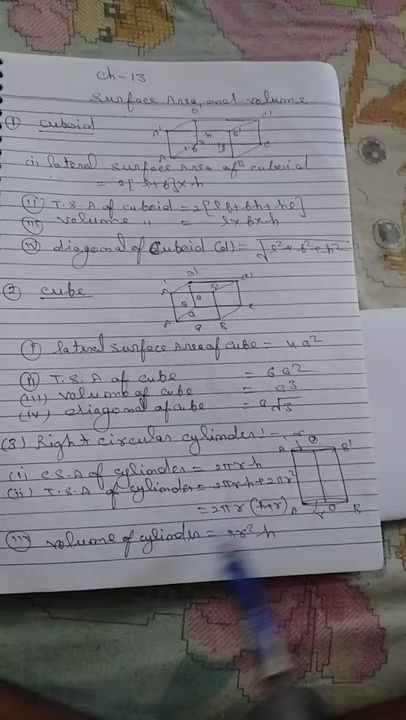 Ch-13
Surface Area, and volume
① cuboid
(i) lateral surface area of cuboid
= 2[l+b]×h
(ii) T.S.A of cuboid = 2[lb+bh+hl]
(iii) volume " = l×b×h
(iv) diagonal of cuboid (d) = √l²+b²+h²
② cube
(i) lateral surface area of cube = 4a²
(ii) T.S.A of cube = 6a²
(iii) volume of cube = a³
(iv) diagonal of cube = a√3
(3) Right circular cylinder:-
(i) C.S.A of cylinder = 2πrh
(ii) T.S.A of cylinder = 2πrh+2πr²
= 2πr(h+r)
(iii) volume of cylinder = πr²h